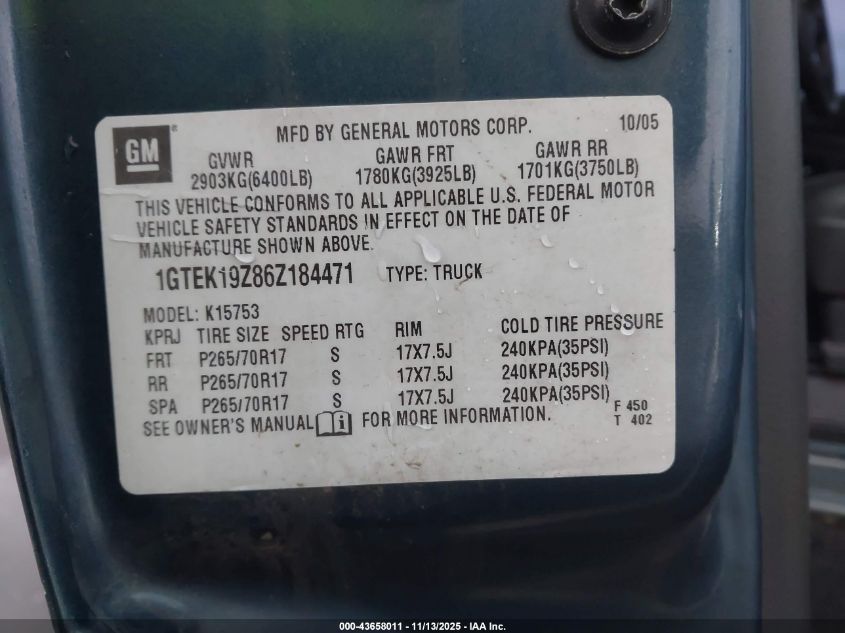 GM
MFD BY GENERAL MOTORS CORP. 10/05
GVWR GAWR FRT GAWR RR
2903KG(6400LB) 1780KG(3925LB) 1701KG(3750LB)
THIS VEHICLE CONFORMS TO ALL APPLICABLE U.S. FEDERAL MOTOR
VEHICLE SAFETY STANDARDS IN EFFECT ON THE DATE OF
MANUFACTURE SHOWN ABOVE.
1GTEK19Z86Z184471 TYPE: TRUCK
MODEL: K15753
KPRJ TIRE SIZE SPEED RTG RIM COLD TIRE PRESSURE
FRT P265/70R17 S 17X7.5J 240KPA(35PSI)
RR P265/70R17 S 17X7.5J 240KPA(35PSI)
SPA P265/70R17 S 17X7.5J 240KPA(35PSI)
SEE OWNER'S MANUAL i FOR MORE INFORMATION.
F 450
T 402
000-43658011 - 11/13/2025 - IAA Inc.